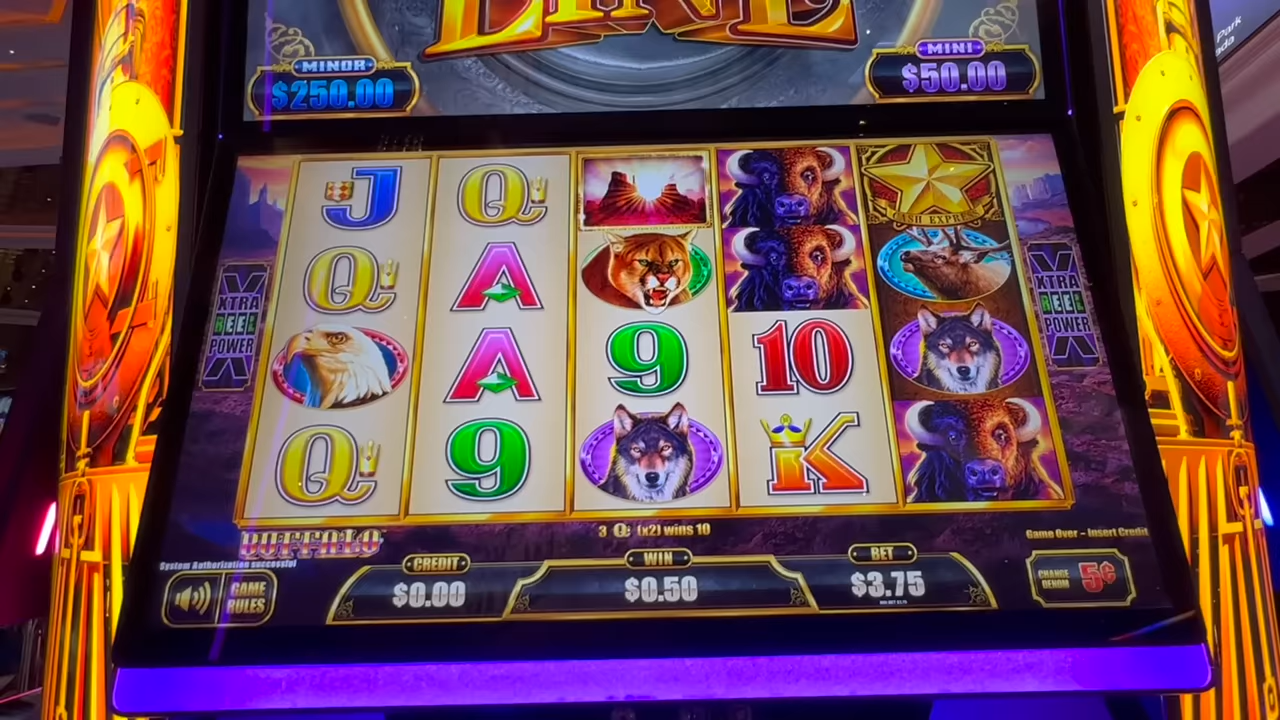 LINE
MINOR
$250.00
MINI
$50.00
Park
J
Q
CASH EXPRESS
Q
A
XTRA
REEL
POWER
XTRA
REEL
POWER
A
9
10
Q
9
K
3 Q (x2) wins 10
Game Over - Insert Credit
BUFFALO
System Authorization successful
GAME
RULES
CREDIT
$0.00
WIN
$0.50
BET
$3.75
CHANGE
DENOM
5¢